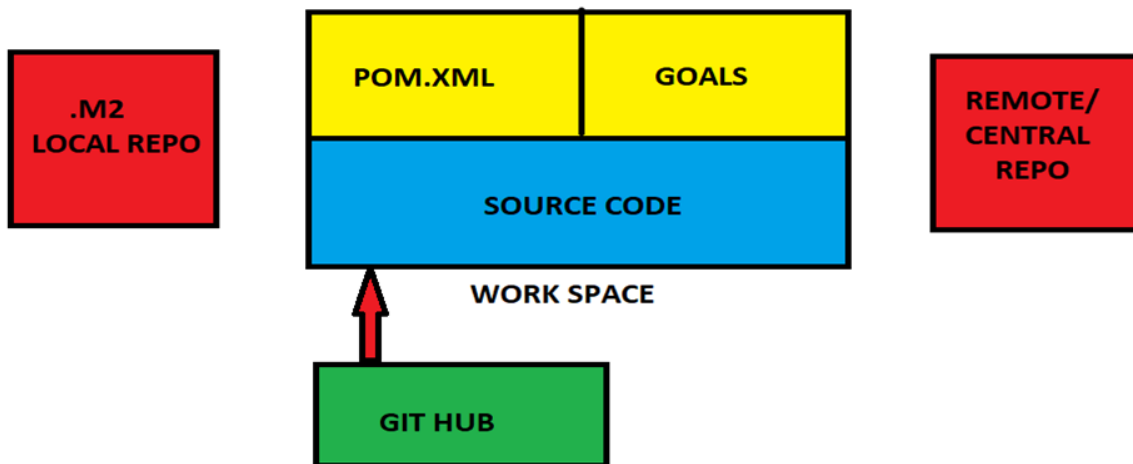 .M2
LOCAL REPO
POM.XML
GOALS
REMOTE/
CENTRAL
REPO
SOURCE CODE
WORK SPACE
GIT HUB